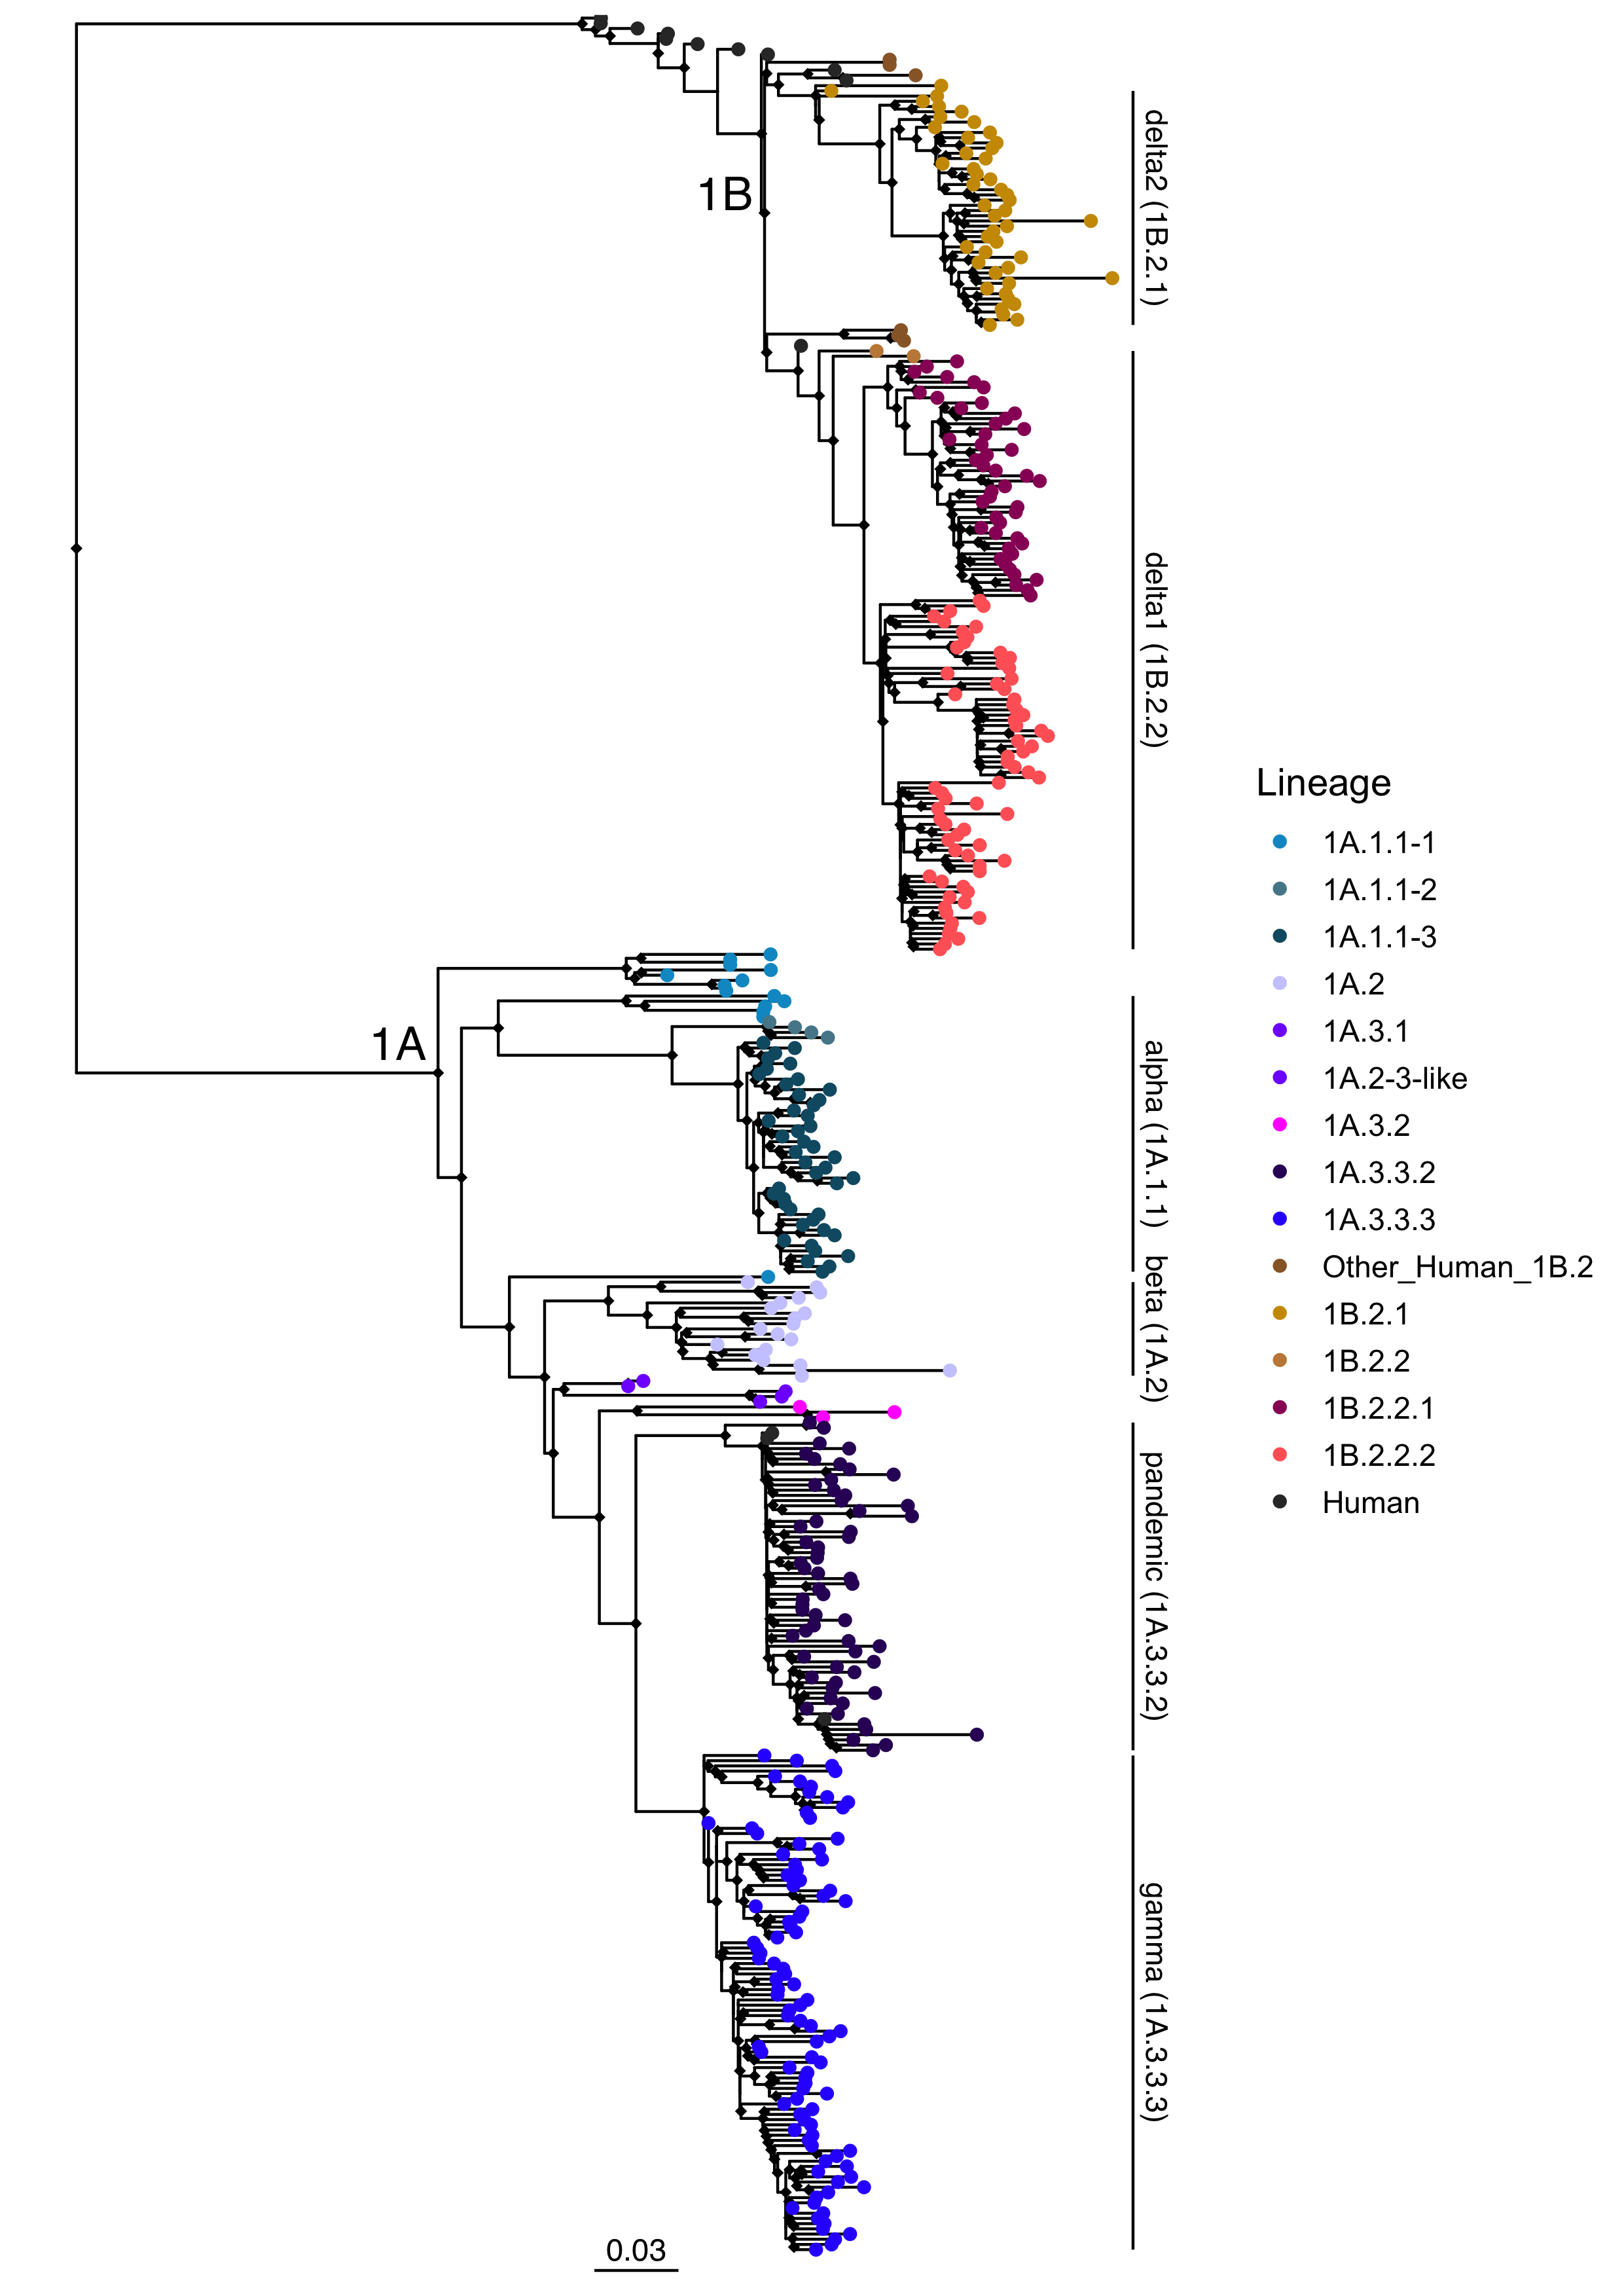 1B
delta2 (1B.2.1)
delta1 (1B.2.2)
1A
alpha (1A.1.1)
beta (1A.2)
pandemic (1A.3.3.2)
gamma (1A.3.3.3)
0.03
Lineage
1A.1.1-1
1A.1.1-2
1A.1.1-3
1A.2
1A.3.1
1A.2-3-like
1A.3.2
1A.3.3.2
1A.3.3.3
Other_Human_1B.2
1B.2.1
1B.2.2
1B.2.2.1
1B.2.2.2
Human